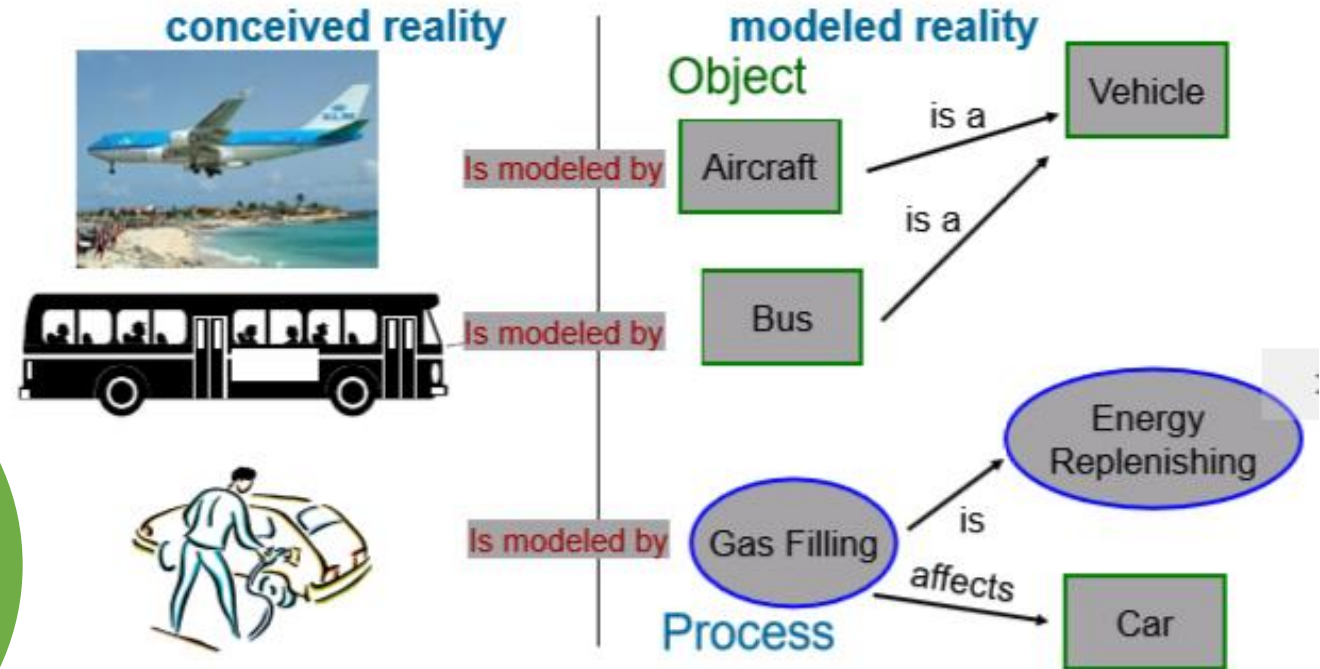 conceived reality
modeled reality
Object
Vehicle
is a
Is modeled by
Aircraft
is a
Is modeled by
Bus
Energy
Replenishing
Is modeled by
Gas Filling
is
affects
Process
Car